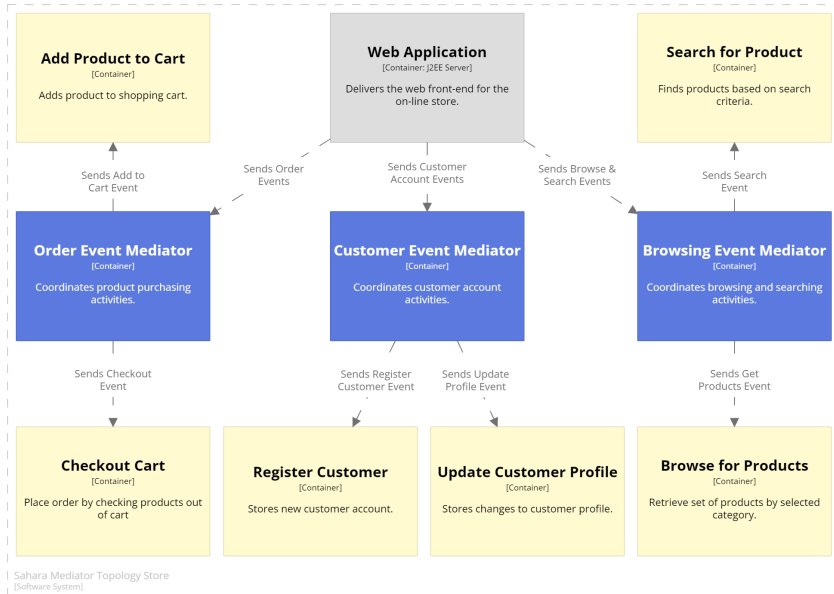 Add Product to Cart
[Container]
Adds product to shopping cart.
Web Application
[Container: J2EE Server]
Delivers the web front-end for the
on-line store.
Search for Product
[Container]
Finds products based on search
criteria.
Sends Add to
Cart Event
Sends Order
Events
Sends Customer
Account Events
Sends Browse &
Search Events
Sends Search
Event
Order Event Mediator
[Container]
Coordinates product purchasing
activities.
Customer Event Mediator
[Container]
Coordinates customer account
activities.
Browsing Event Mediator
[Container]
Coordinates browsing and searching
activities.
Sends Checkout
Event
Sends Register
Customer Event
Sends Update
Profile Event
Sends Get
Products Event
Checkout Cart
[Container]
Place order by checking products out
of cart
Register Customer
[Container]
Stores new customer account.
Update Customer Profile
[Container]
Stores changes to customer profile.
Browse for Products
[Container]
Retrieve set of products by selected
category.
Sahara Mediator Topology Store
[Software System]